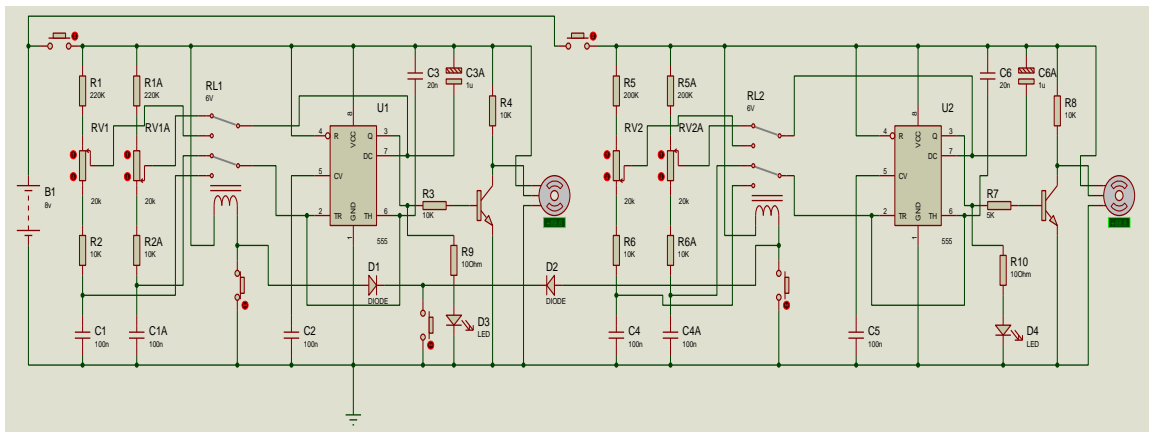 R1
220K
R1A
220K
RL1
6V
C3
20n
C3A
1u
R4
10K
R5
200K
R5A
200K
RL2
6V
C6
20n
C6A
1u
R8
10K
RV1
RV1A
U1
RV2
RV2A
U2
4
R
8
VCC
Q
3
DC
7
5
CV
2
TR
GND
1
TH
6
555
4
R
8
VCC
Q
3
DC
7
5
CV
2
TR
GND
1
TH
6
555
B1
8v
20k
20k
R3
10K
20k
20k
R7
5K
R2
10K
R2A
10K
R9
10Ohm
R6
10K
R6A
10K
R10
10Ohm
D1
DIODE
D2
DIODE
C1
100n
C1A
100n
C2
100n
D3
LED
C4
100n
C4A
100n
C5
100n
D4
LED